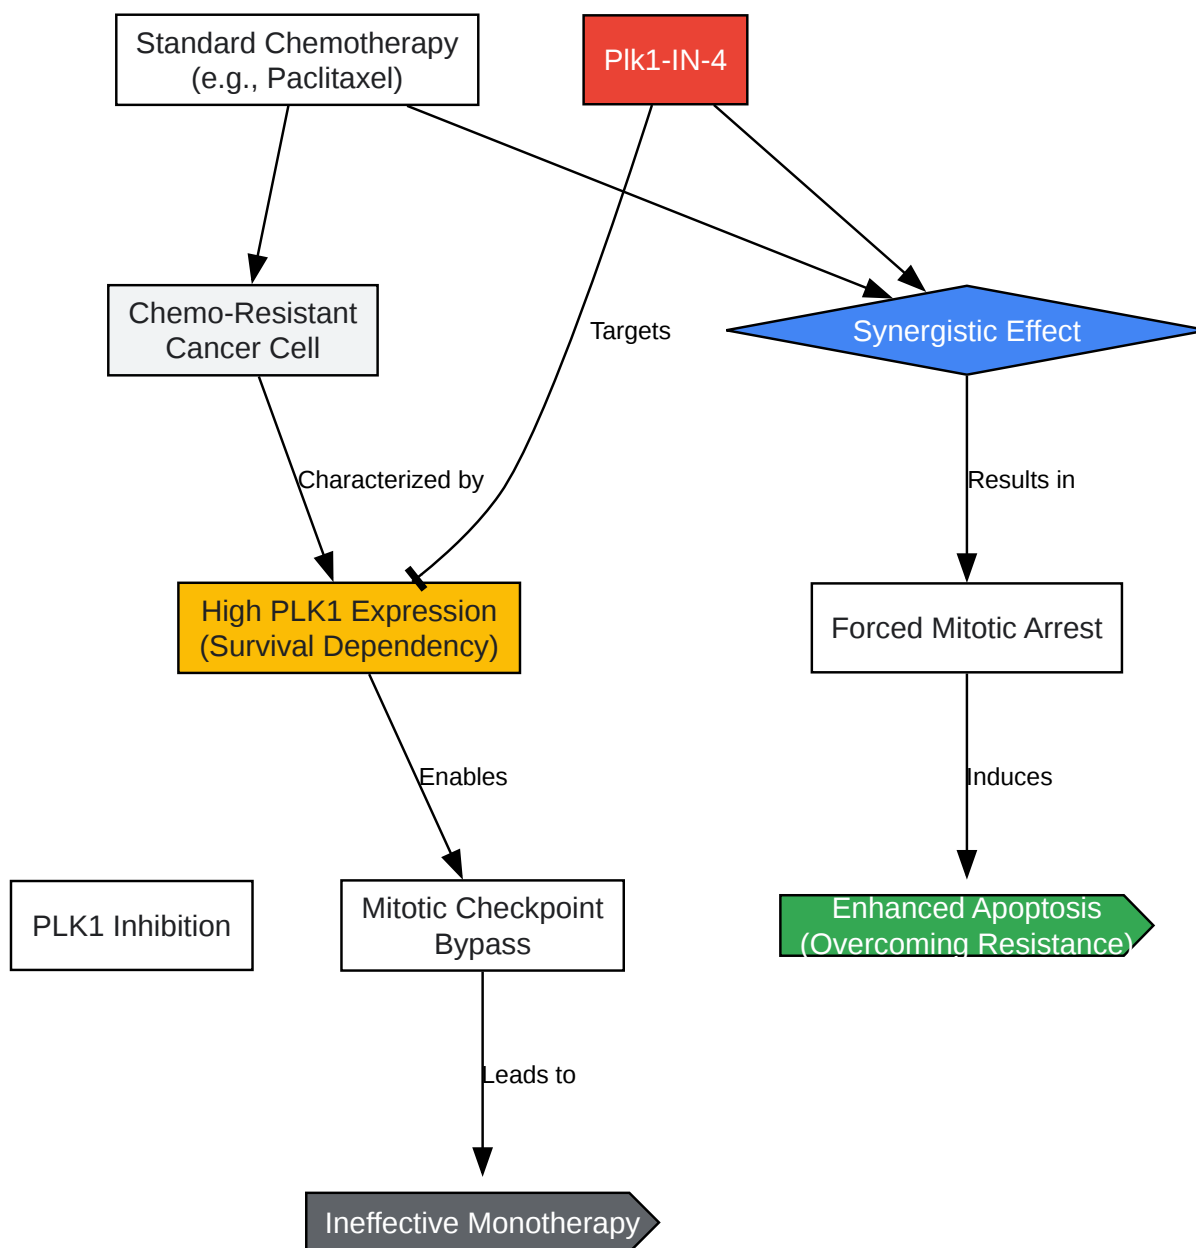 Standard Chemotherapy
(e.g., Paclitaxel)
Plk1-IN-4
Chemo-Resistant
Cancer Cell
Targets
Synergistic Effect
Characterized by
Results in
High PLK1 Expression
(Survival Dependency)
Forced Mitotic Arrest
Enables
Induces
PLK1 Inhibition
Mitotic Checkpoint
Bypass
Enhanced Apoptosis
(Overcoming Resistance)
Leads to
Ineffective Monotherapy